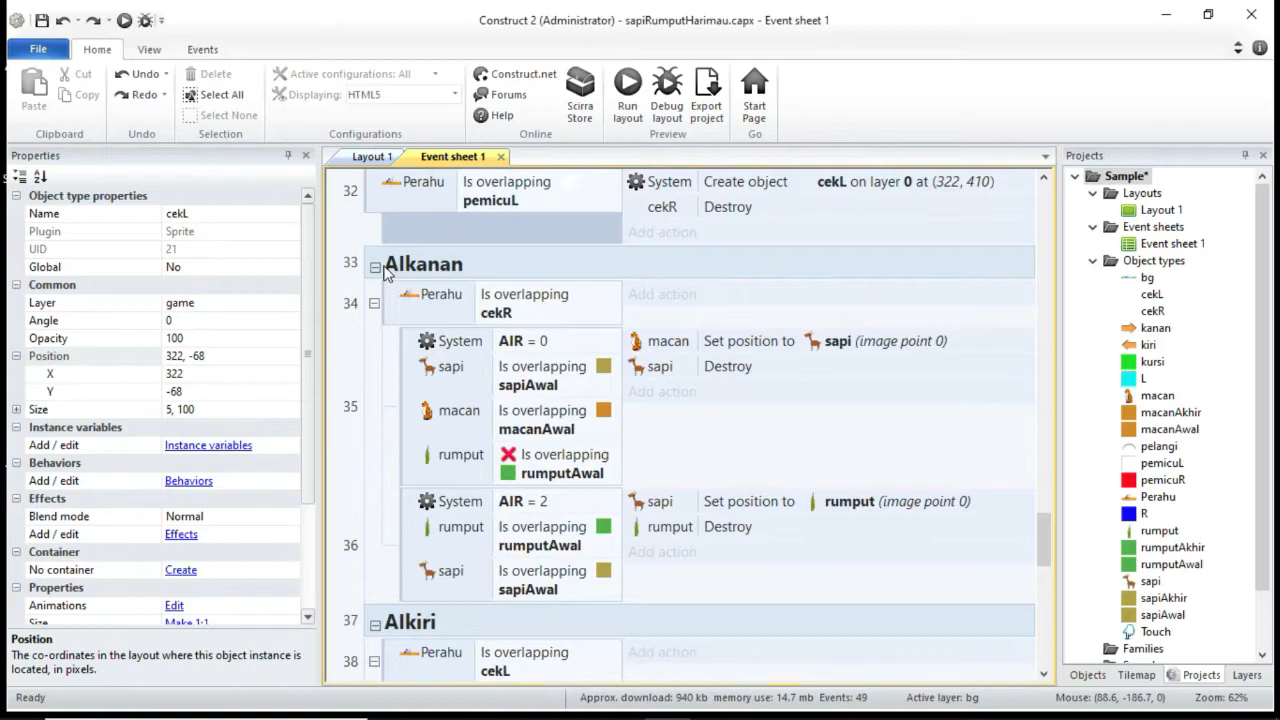 Construct 2 (Administrator) - sapiRumputHarimau.capx - Event sheet 1
File Home View Events
Paste Cut Copy
Clipboard
Undo
Redo
Undo
Delete
Select All
Select None
Selection
Active configurations: All
Displaying: HTML5
Configurations
Construct.net
Forums
Help
Scirra Store
Online
Run layout
Debug layout
Export project
Preview
Start Page
Go
Properties
Object type properties
Name cekL
Plugin Sprite
UID 21
Global No
Common
Layer game
Angle 0
Opacity 100
Position 322, -68
X 322
Y -68
Size 5, 100
Instance variables
Add / edit Instance variables
Behaviors
Add / edit Behaviors
Effects
Blend mode Normal
Add / edit Effects
Container
No container Create
Properties
Animations Edit
Size Make 1:1
Position
The co-ordinates in the layout where this object instance is
located, in pixels.
Layout 1 Event sheet 1
32 Perahu Is overlapping pemicuL
System Create object cekL on layer 0 at (322, 410)
cekR Destroy
Add action
33 AIkanan
34 Perahu Is overlapping cekR
Add action
35 System AIR = 0
sapi Is overlapping sapiAwal
macan Is overlapping macanAwal
rumput Is overlapping rumputAwal
macan Set position to sapi (image point 0)
sapi Destroy
Add action
36 System AIR = 2
rumput Is overlapping rumputAwal
sapi Is overlapping sapiAwal
sapi Set position to rumput (image point 0)
rumput Destroy
Add action
37 AIkiri
38 Perahu Is overlapping cekL
Add action
Projects
Sample*
Layouts
Layout 1
Event sheets
Event sheet 1
Object types
bg
cekL
cekR
kanan
kiri
kursi
L
macan
macanAkhir
macanAwal
pelangi
pemicuL
pemicuR
Perahu
R
rumput
rumputAkhir
rumputAwal
sapi
sapiAkhir
sapiAwal
Touch
Families
Objects Tilemap Projects Layers
Ready
Approx. download: 940 kb memory use: 14.7 mb Events: 49
Active layer: bg
Mouse: (88.6, -186.7, 0)
Zoom: 62%